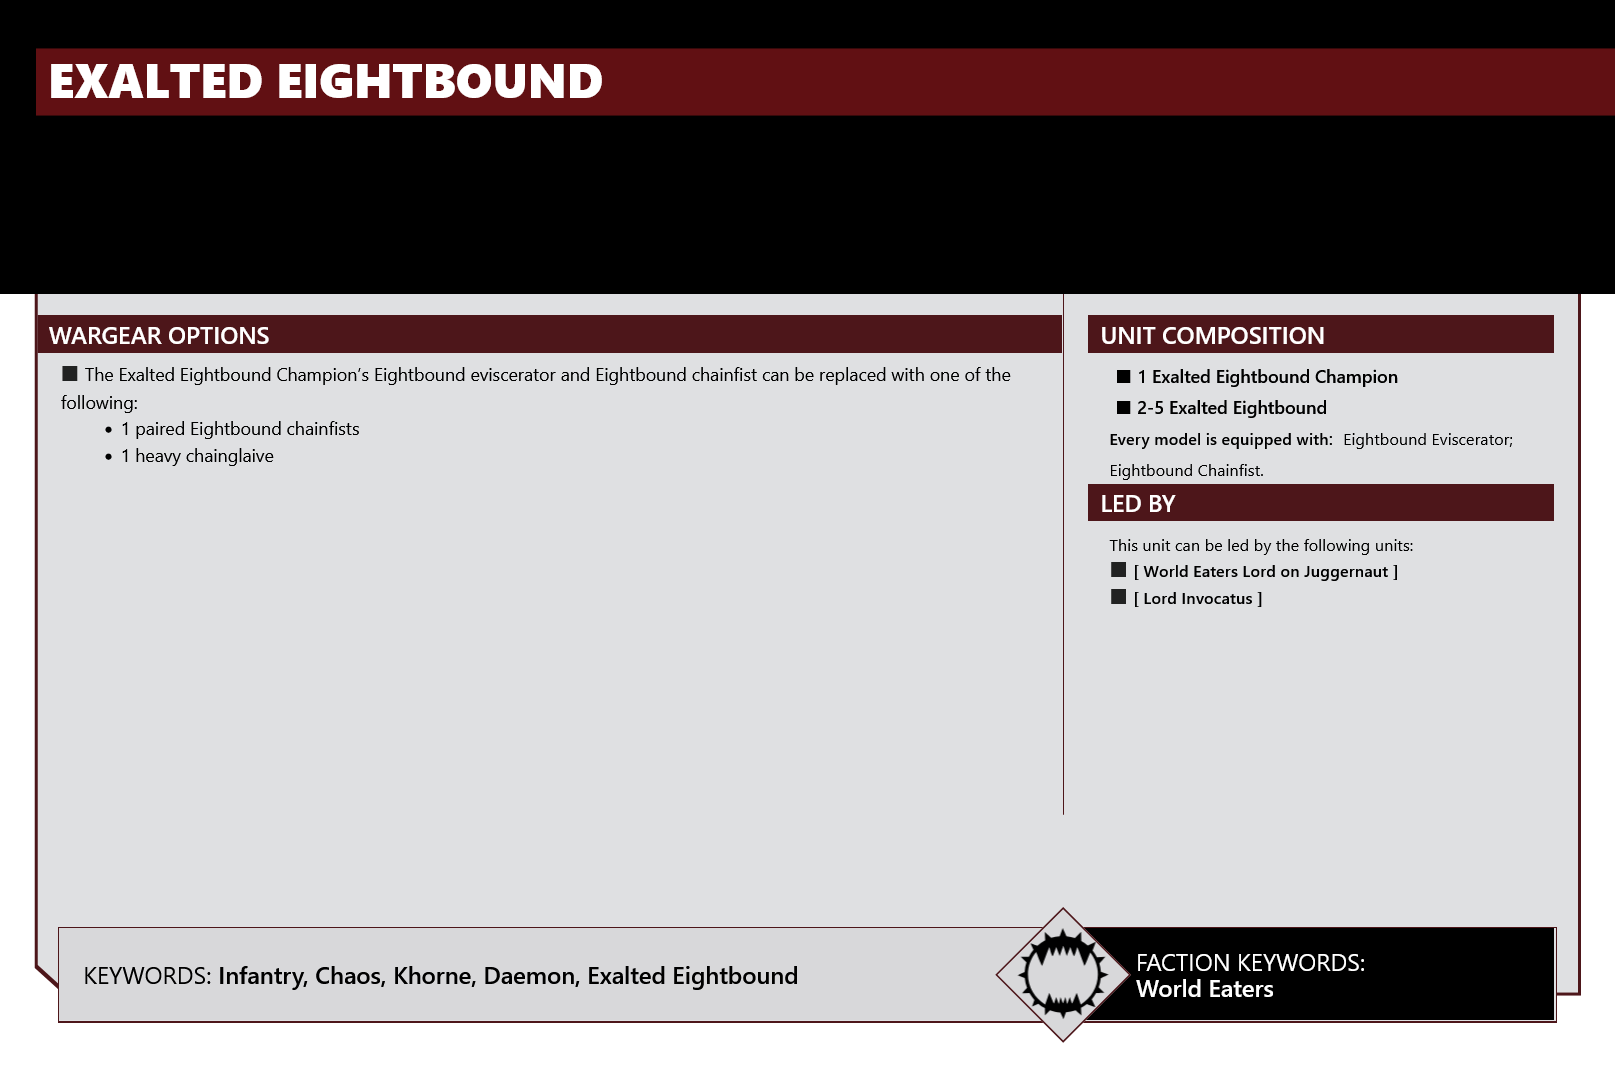 EXALTED EIGHTBOUND
WARGEAR OPTIONS
■ The Exalted Eightbound Champion’s Eightbound eviscerator and Eightbound chainfist can be replaced with one of the
following:
• 1 paired Eightbound chainfists
• 1 heavy chainglaive
UNIT COMPOSITION
■ 1 Exalted Eightbound Champion
■ 2-5 Exalted Eightbound
Every model is equipped with: Eightbound Eviscerator;
Eightbound Chainfist.
LED BY
This unit can be led by the following units:
■ [ World Eaters Lord on Juggernaut ]
■ [ Lord Invocatus ]
KEYWORDS: Infantry, Chaos, Khorne, Daemon, Exalted Eightbound
FACTION KEYWORDS:
World Eaters